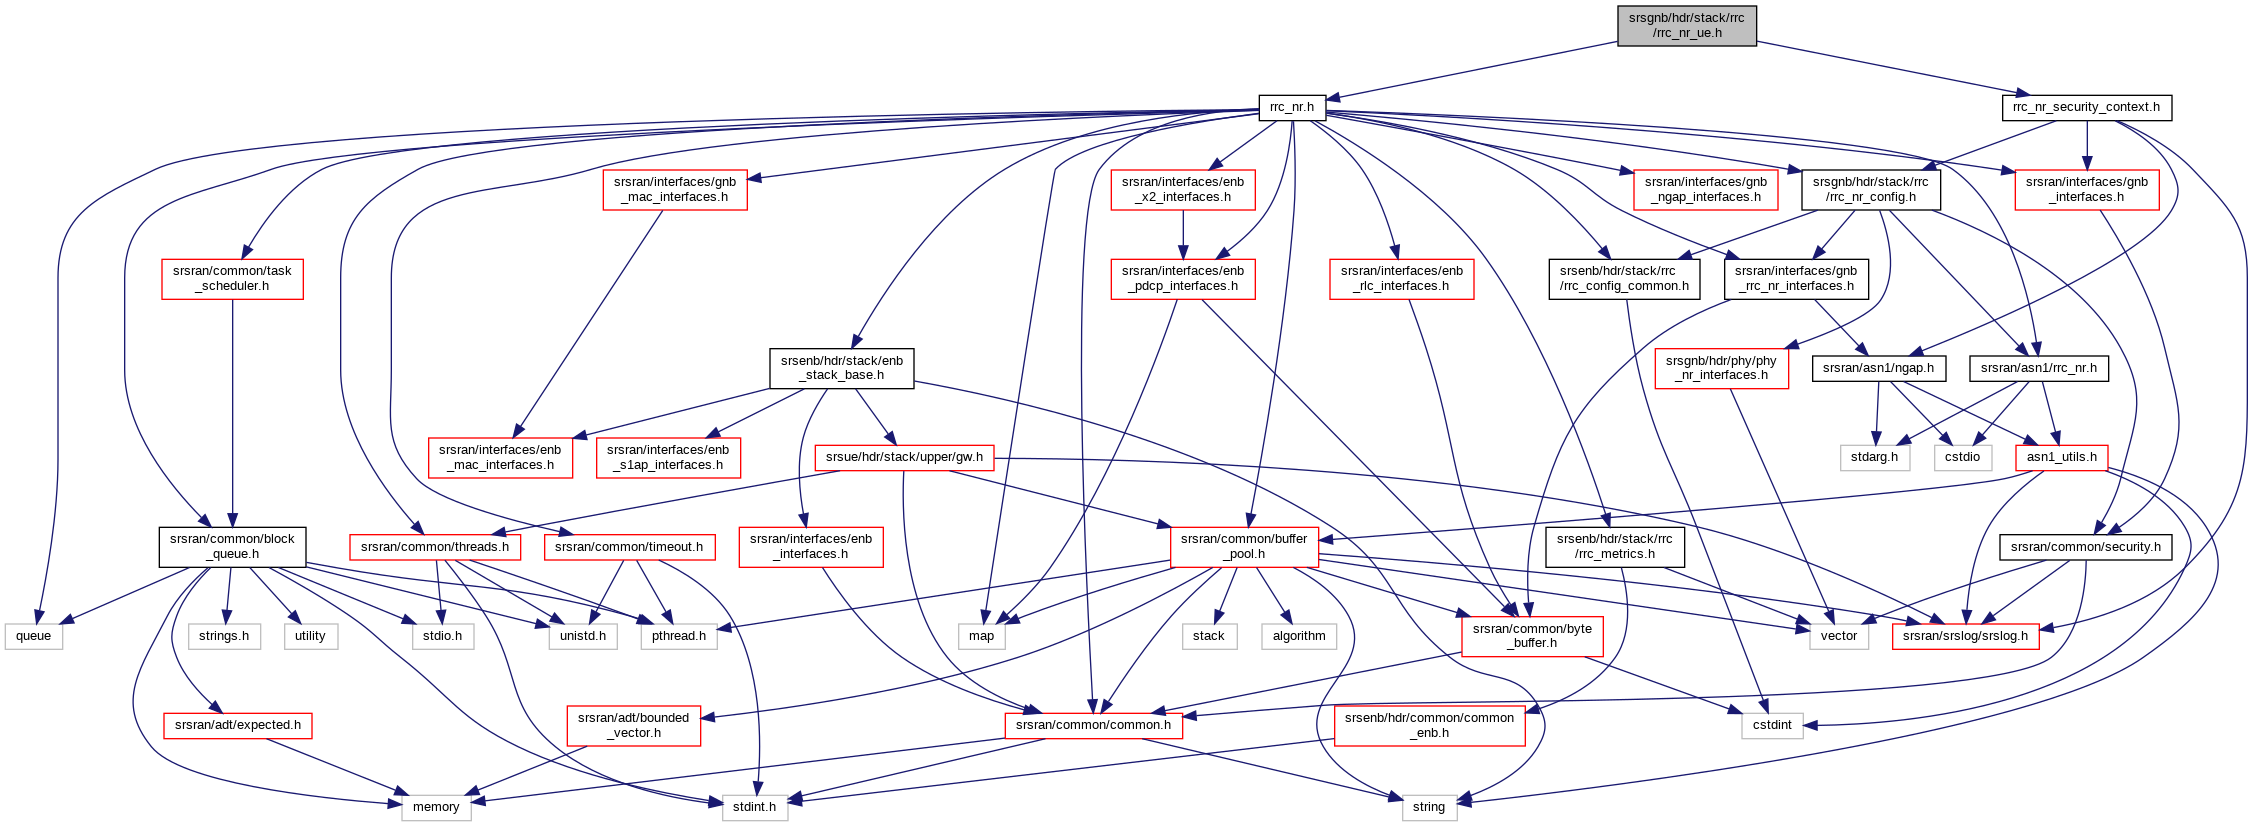 srsgnb/hdr/stack/rrc
/rrc_nr_ue.h
rrc_nr.h
rrc_nr_security_context.h
srsran/interfaces/gnb
_mac_interfaces.h
srsran/interfaces/enb
_x2_interfaces.h
srsran/interfaces/gnb
_ngap_interfaces.h
srsgnb/hdr/stack/rrc
/rrc_nr_config.h
srsran/interfaces/gnb
_interfaces.h
srsran/common/task
_scheduler.h
srsran/interfaces/enb
_pdcp_interfaces.h
srsran/interfaces/enb
_rlc_interfaces.h
srsenb/hdr/stack/rrc
/rrc_config_common.h
srsran/interfaces/gnb
_rrc_nr_interfaces.h
srsenb/hdr/stack/enb
_stack_base.h
srsgnb/hdr/phy/phy
_nr_interfaces.h
srsran/asn1/ngap.h
srsran/asn1/rrc_nr.h
srsran/interfaces/enb
_mac_interfaces.h
srsran/interfaces/enb
_s1ap_interfaces.h
srsue/hdr/stack/upper/gw.h
stdarg.h
cstdio
asn1_utils.h
srsran/common/block
_queue.h
srsran/common/threads.h
srsran/common/timeout.h
srsran/interfaces/enb
_interfaces.h
srsran/common/buffer
_pool.h
srsenb/hdr/stack/rrc
/rrc_metrics.h
srsran/common/security.h
queue
strings.h
utility
stdio.h
unistd.h
pthread.h
map
stack
algorithm
srsran/common/byte
_buffer.h
vector
srsran/srslog/srslog.h
srsran/adt/expected.h
srsran/adt/bounded
_vector.h
srsran/common/common.h
srsenb/hdr/common/common
_enb.h
cstdint
memory
stdint.h
string